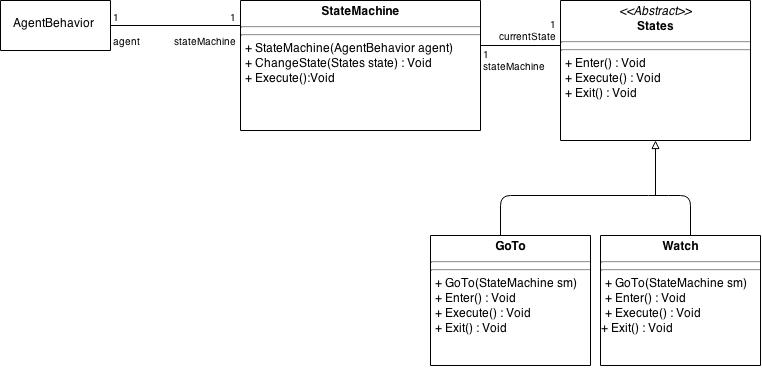 AgentBehavior
1
agent
1
stateMachine
StateMachine
+ StateMachine(AgentBehavior agent)
+ ChangeState(States state) : Void
+ Execute():Void
1
currentState
1
stateMachine
<<Abstract>>
States
+ Enter() : Void
+ Execute() : Void
+ Exit() : Void
GoTo
+ GoTo(StateMachine sm)
+ Enter() : Void
+ Execute() : Void
+ Exit() : Void
Watch
+ GoTo(StateMachine sm)
+ Enter() : Void
+ Execute() : Void
+ Exit() : Void